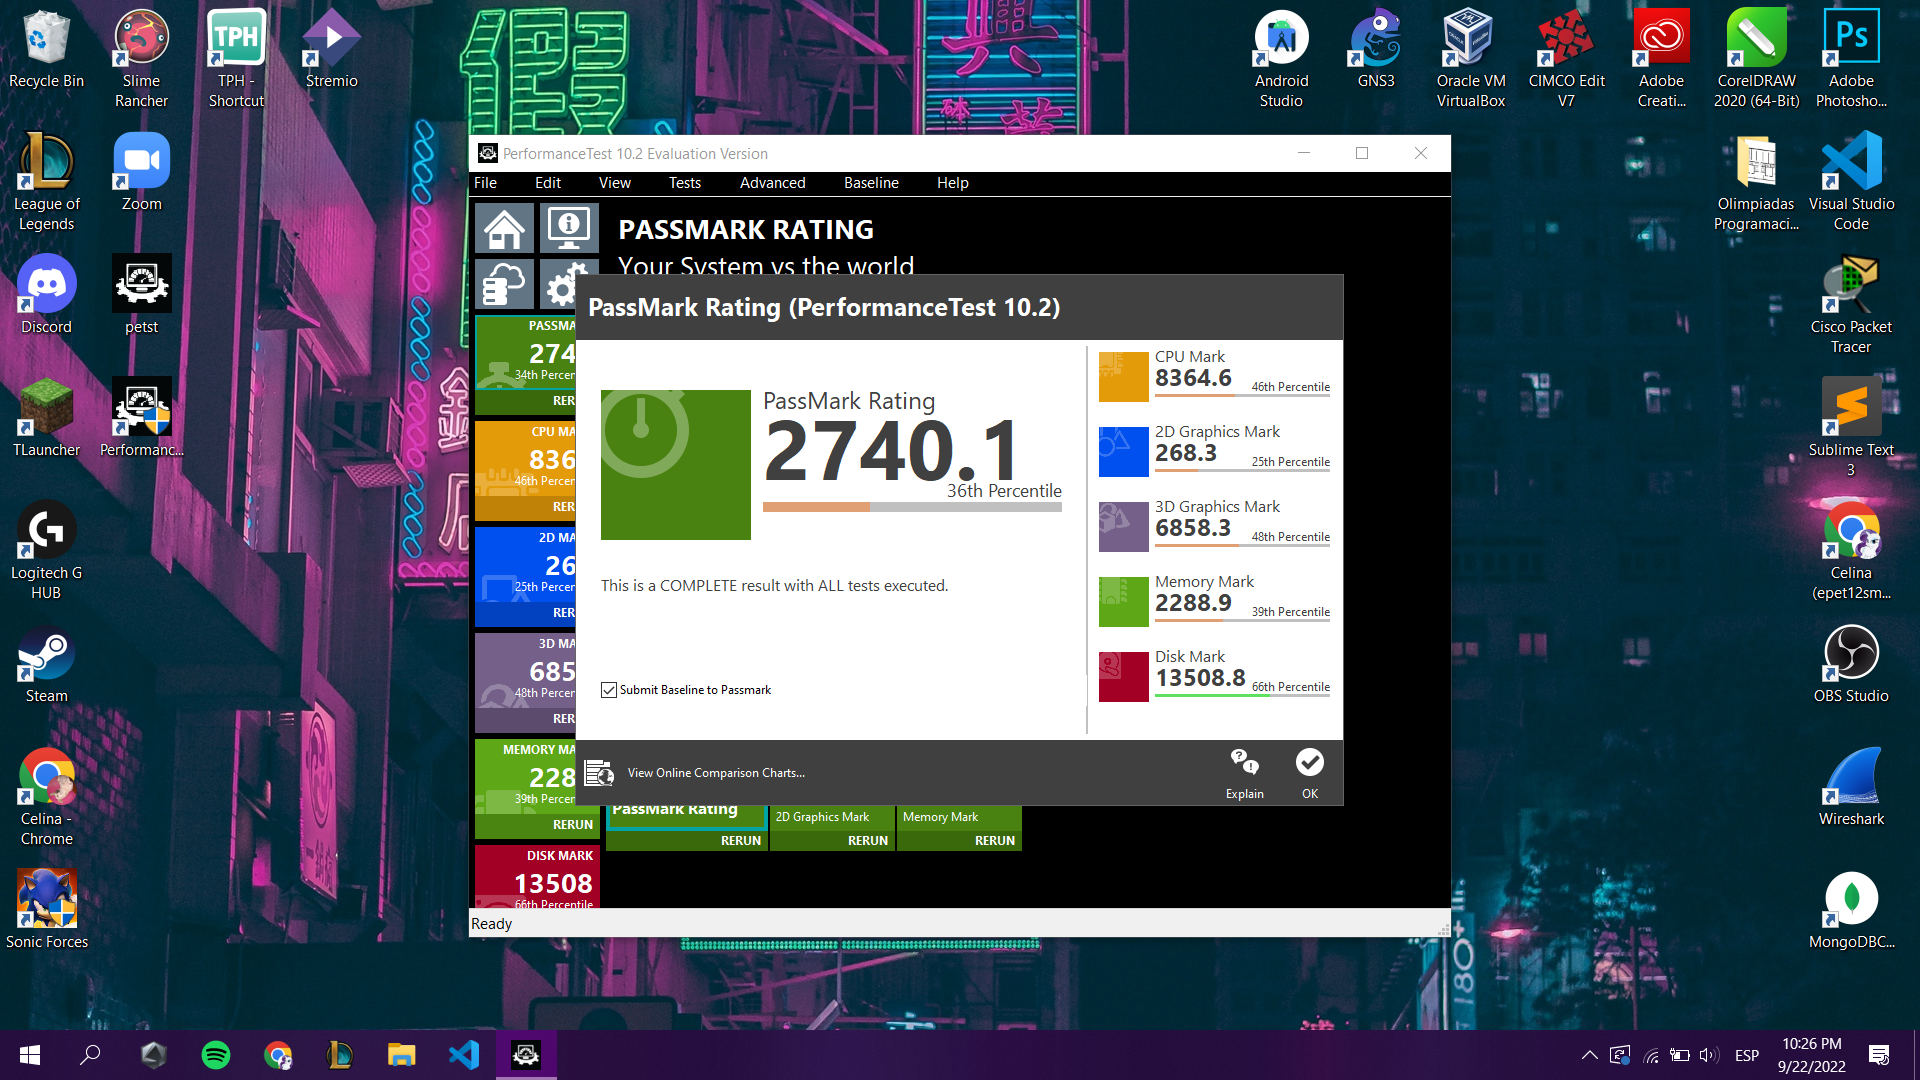 Recycle Bin
Slime
Rancher
TPH
TPH -
Shortcut
Stremio
League of
Legends
Zoom
Discord
petst
TLauncher
Performanc...
Logitech G
HUB
Steam
Celina -
Chrome
Sonic Forces
Android
Studio
GNS3
Oracle VM
VirtualBox
CIMCO Edit
V7
Adobe
Creati...
CorelDRAW
2020 (64-Bit)
Ps
Adobe
Photosho...
Olimpiadas
Programaci...
Visual Studio
Code
Cisco Packet
Tracer
Sublime Text
3
Celina
(epet12sm...
OBS Studio
Wireshark
MongoDBC...
PerformanceTest 10.2 Evaluation Version
File Edit View Tests Advanced Baseline Help
PASSMARK RATING
Your System vs the world
PASSMA
274
34th Percen
RER
CPU MA
836
46th Percen
RER
2D MA
26
25th Percen
RER
3D MA
685
48th Percen
RER
MEMORY MA
228
39th Percen
RERUN
DISK MARK
13508
66th Percentile
PassMark Rating (PerformanceTest 10.2)
PassMark Rating
2740.1
36th Percentile
This is a COMPLETE result with ALL tests executed.
Submit Baseline to Passmark
CPU Mark
8364.6 46th Percentile
2D Graphics Mark
268.3 25th Percentile
3D Graphics Mark
6858.3 48th Percentile
Memory Mark
2288.9 39th Percentile
Disk Mark
13508.8 66th Percentile
View Online Comparison Charts...
Explain
OK
PassMark Rating
RERUN
2D Graphics Mark
RERUN
Memory Mark
RERUN
Ready
180+
ESP
10:26 PM
9/22/2022